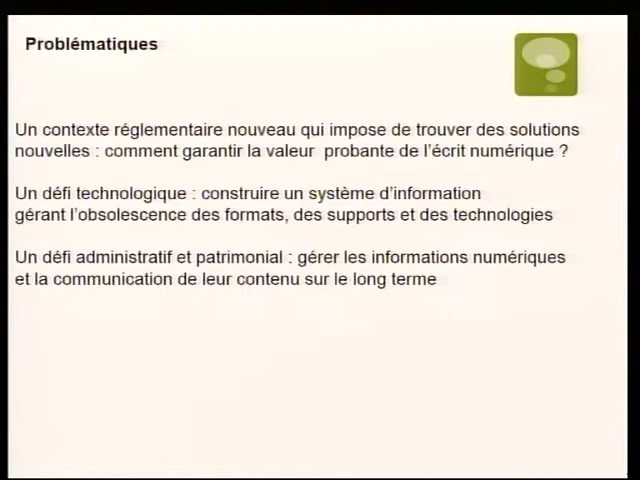 Problématiques
Un contexte réglementaire nouveau qui impose de trouver des solutions
nouvelles : comment garantir la valeur probante de l'écrit numérique ?
Un défi technologique : construire un système d'information
gérant l'obsolescence des formats, des supports et des technologies
Un défi administratif et patrimonial : gérer les informations numériques
et la communication de leur contenu sur le long terme